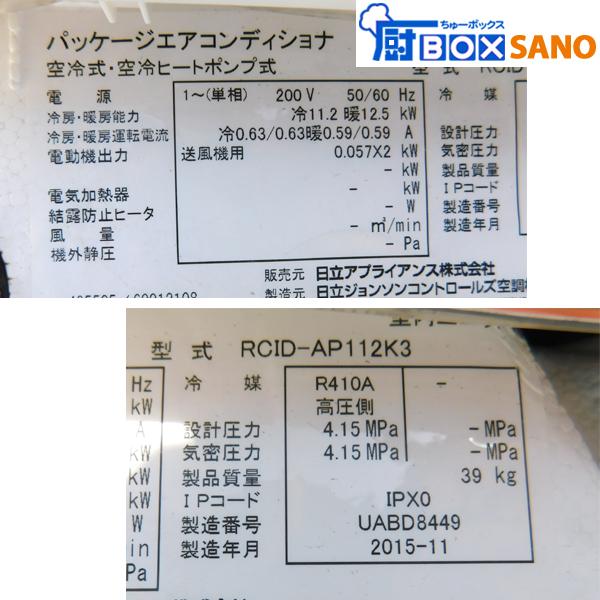 ちゅーボックス
厨BOX SANO
パッケージエアコンディショナ
空冷式・空冷ヒートポンプ式 型 式 RCID
電 源 1~(単相) 200 V 50/60 Hz 冷 媒
冷房・暖房能力 冷11.2 暖12.5 kW
冷房・暖房運転電流 冷0.63/0.63暖0.59/0.59 A 設計圧力
電動機出力 送風機用 0.057X2 kW 気密圧力
- kW 製品質量
電気加熱器 - kW IPコード
結露防止ヒータ - W 製造番号
風 量 - m³/min 製造年月
機外静圧 - Pa
販売元 日立アプライアンス株式会社
製造元 日立ジョンソンコントロールズ空調
型 式 RCID-AP112K3
Hz 冷 媒 R410A -
kW 高圧側
A 設計圧力 4.15 MPa - MPa
kW 気密圧力 4.15 MPa - MPa
kW 製品質量 39 kg
kW IPコード IPX0
W 製造番号 UABD8449
in 製造年月 2015-11
Pa